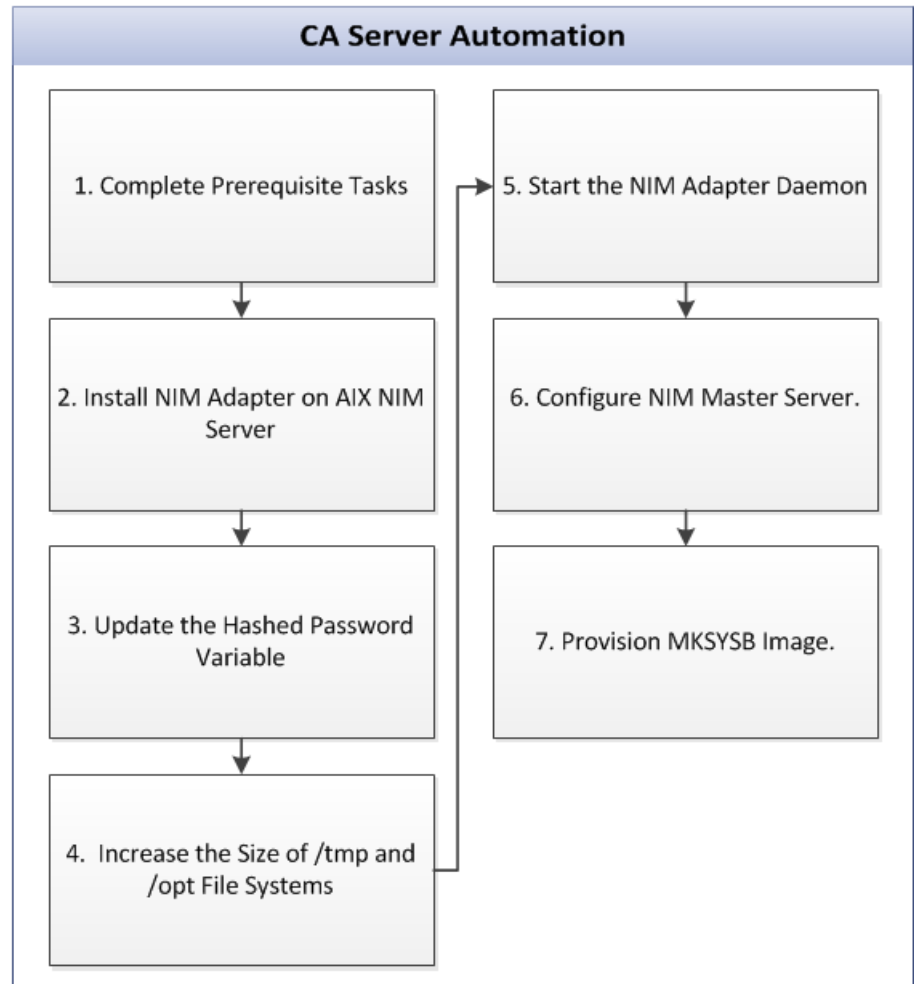 CA Server Automation
1. Complete Prerequisite Tasks
2. Install NIM Adapter on AIX NIM
Server
3. Update the Hashed Password
Variable
4. Increase the Size of /tmp and
/opt File Systems
5. Start the NIM Adapter Daemon
6. Configure NIM Master Server.
7. Provision MKSYSB Image.